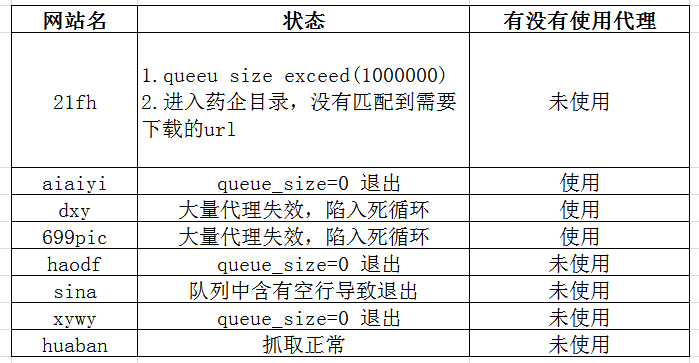 网站名 状态 有没有使用代理
21fh 1.queeu size exceed(1000000) 未使用
2.进入药企目录，没有匹配到需要
下载的url
aiaiyi queue_size=0 退出 使用
dxy 大量代理失效，陷入死循环 使用
699pic 大量代理失效，陷入死循环 使用
haodf queue_size=0 退出 未使用
sina 队列中含有空行导致退出 未使用
xywy queue_size=0 退出 未使用
huaban 抓取正常 未使用